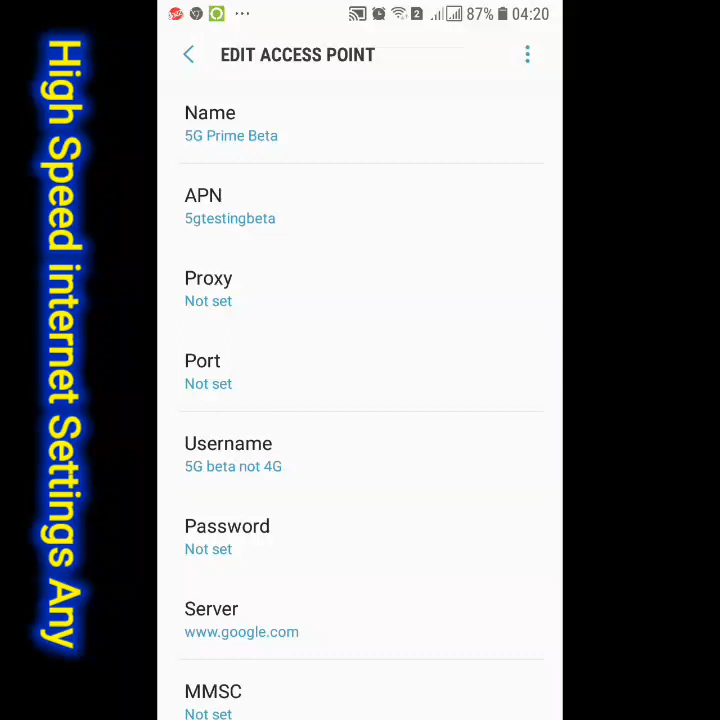 High Speed internet Settings Any
2 87% 04:20
EDIT ACCESS POINT
Name
5G Prime Beta
APN
5gtestingbeta
Proxy
Not set
Port
Not set
Username
5G beta not 4G
Password
Not set
Server
www.google.com
MMSC
Not set